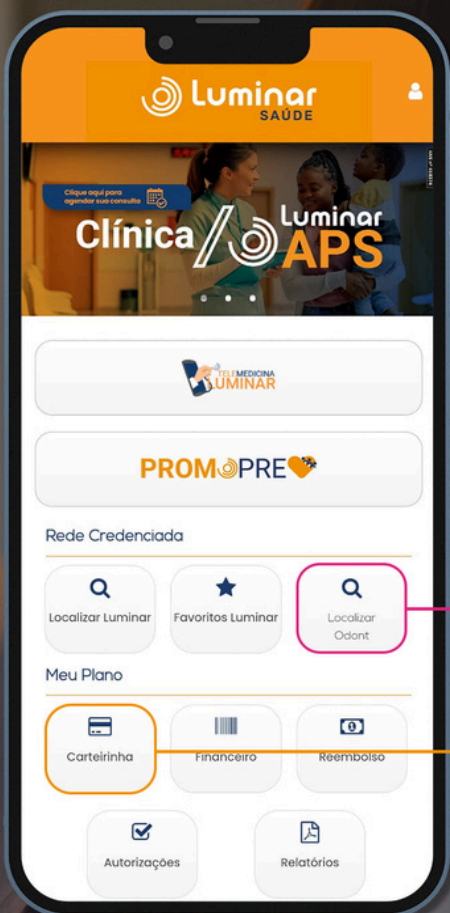 Luminar
SAÚDE
Clique aqui para
agendar sua consulta
Clínica
Luminar
APS
TELEMEDICINA
LUMINAR
PROMOPREV
Rede Credenciada
Localizar Luminar
Favoritos Luminar
Localizar
Odont
Meu Plano
Carteirinha
Financeiro
Reembolso
Autorizações
Relatórios